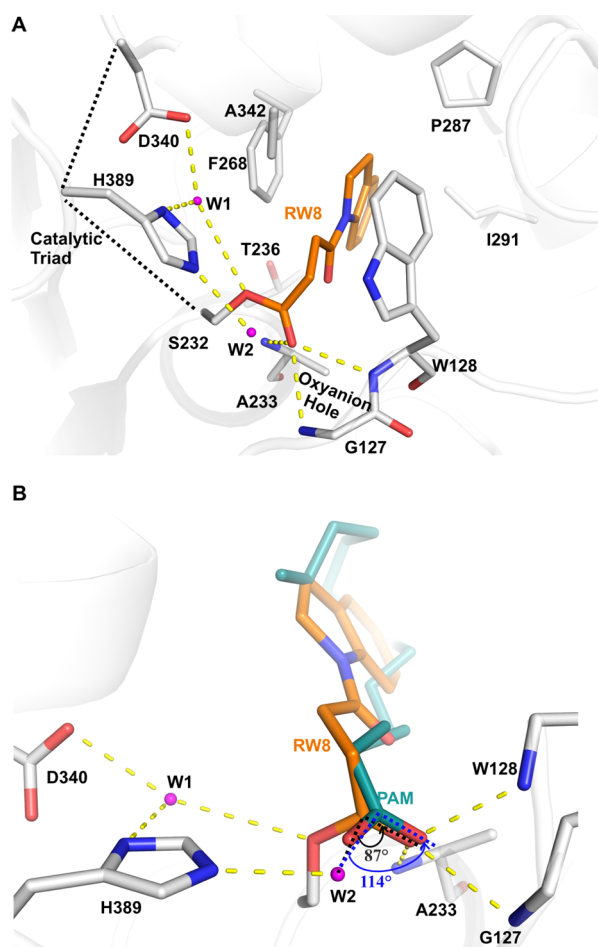 A
D340
A342
P287
F268
H389
W1
RW8
I291
Catalytic
Triad
T236
S232
W2
W128
A233
Oxyanion
Hole
G127
B
D340
RW8
W1
W128
PAM
87°
W2
114°
H389
A233
G127